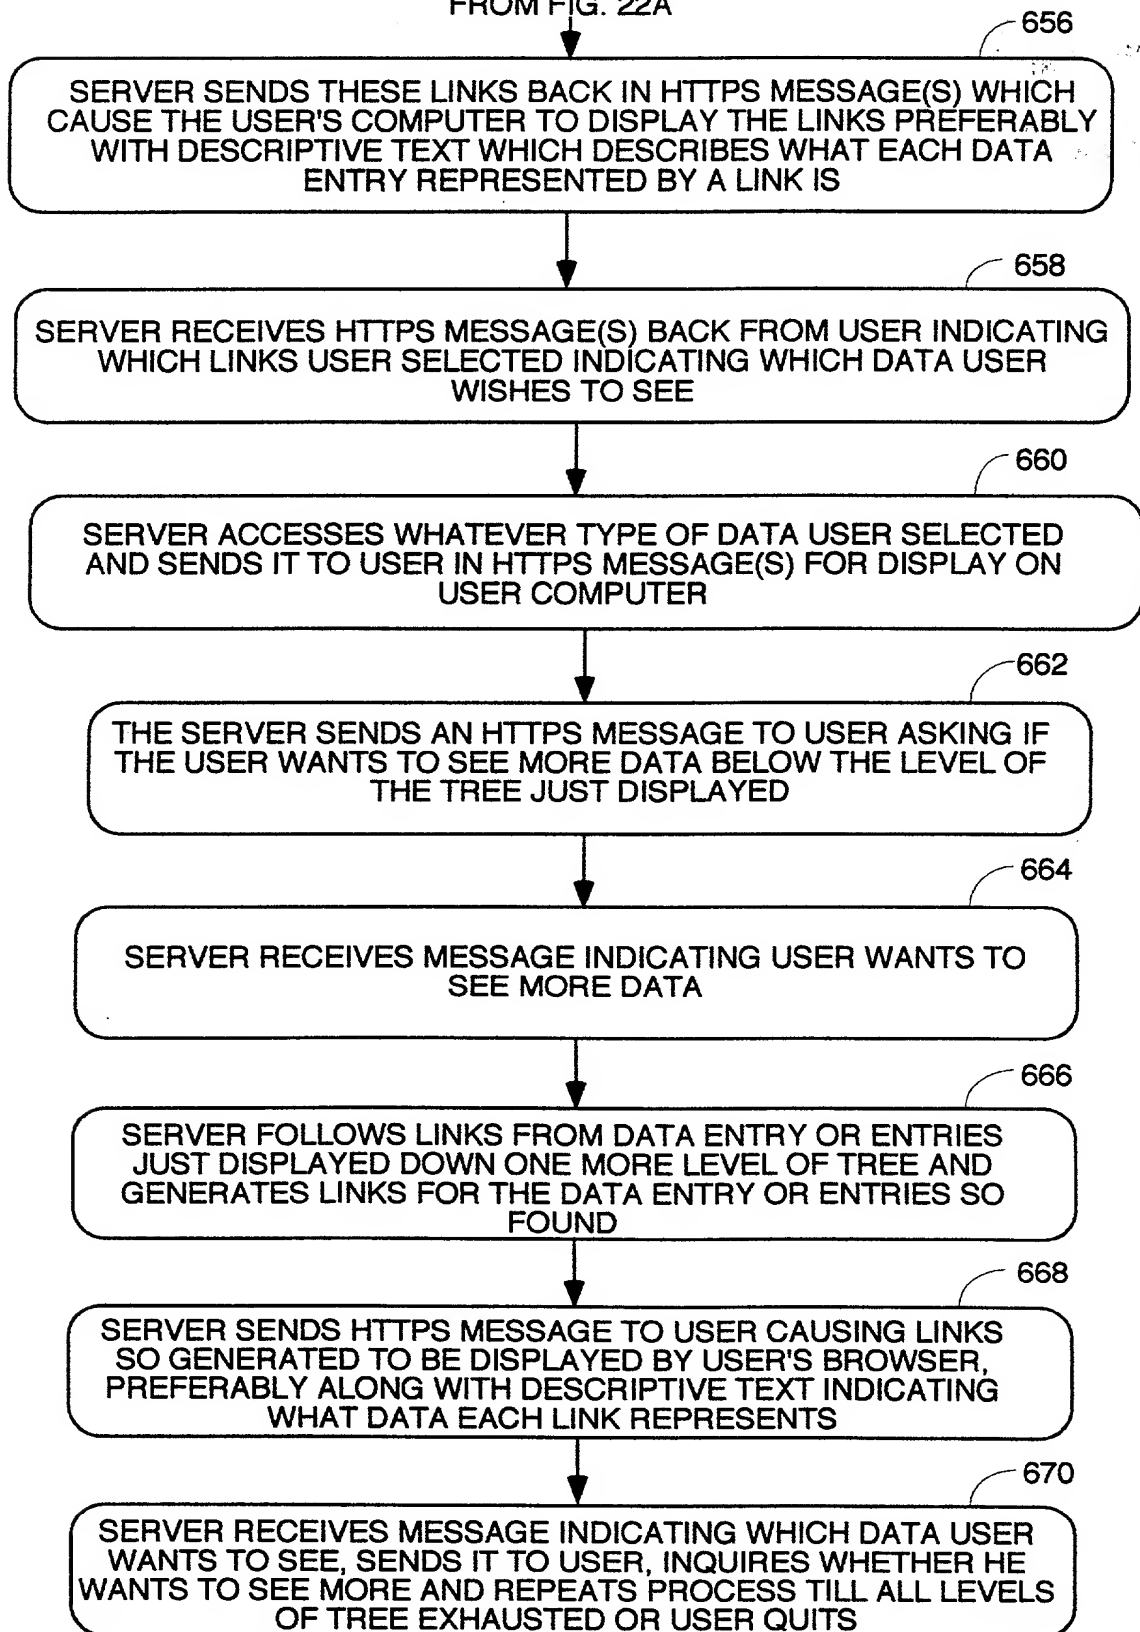 FROM FIG. 22A
656
SERVER SENDS THESE LINKS BACK IN HTTPS MESSAGE(S) WHICH
CAUSE THE USER'S COMPUTER TO DISPLAY THE LINKS PREFERABLY
WITH DESCRIPTIVE TEXT WHICH DESCRIBES WHAT EACH DATA
ENTRY REPRESENTED BY A LINK IS
658
SERVER RECEIVES HTTPS MESSAGE(S) BACK FROM USER INDICATING
WHICH LINKS USER SELECTED INDICATING WHICH DATA USER
WISHES TO SEE
660
SERVER ACCESSES WHATEVER TYPE OF DATA USER SELECTED
AND SENDS IT TO USER IN HTTPS MESSAGE(S) FOR DISPLAY ON
USER COMPUTER
662
THE SERVER SENDS AN HTTPS MESSAGE TO USER ASKING IF
THE USER WANTS TO SEE MORE DATA BELOW THE LEVEL OF
THE TREE JUST DISPLAYED
664
SERVER RECEIVES MESSAGE INDICATING USER WANTS TO
SEE MORE DATA
666
SERVER FOLLOWS LINKS FROM DATA ENTRY OR ENTRIES
JUST DISPLAYED DOWN ONE MORE LEVEL OF TREE AND
GENERATES LINKS FOR THE DATA ENTRY OR ENTRIES SO
FOUND
668
SERVER SENDS HTTPS MESSAGE TO USER CAUSING LINKS
SO GENERATED TO BE DISPLAYED BY USER'S BROWSER,
PREFERABLY ALONG WITH DESCRIPTIVE TEXT INDICATING
WHAT DATA EACH LINK REPRESENTS
670
SERVER RECEIVES MESSAGE INDICATING WHICH DATA USER
WANTS TO SEE, SENDS IT TO USER, INQUIRES WHETHER HE
WANTS TO SEE MORE AND REPEATS PROCESS TILL ALL LEVELS
OF TREE EXHAUSTED OR USER QUITS